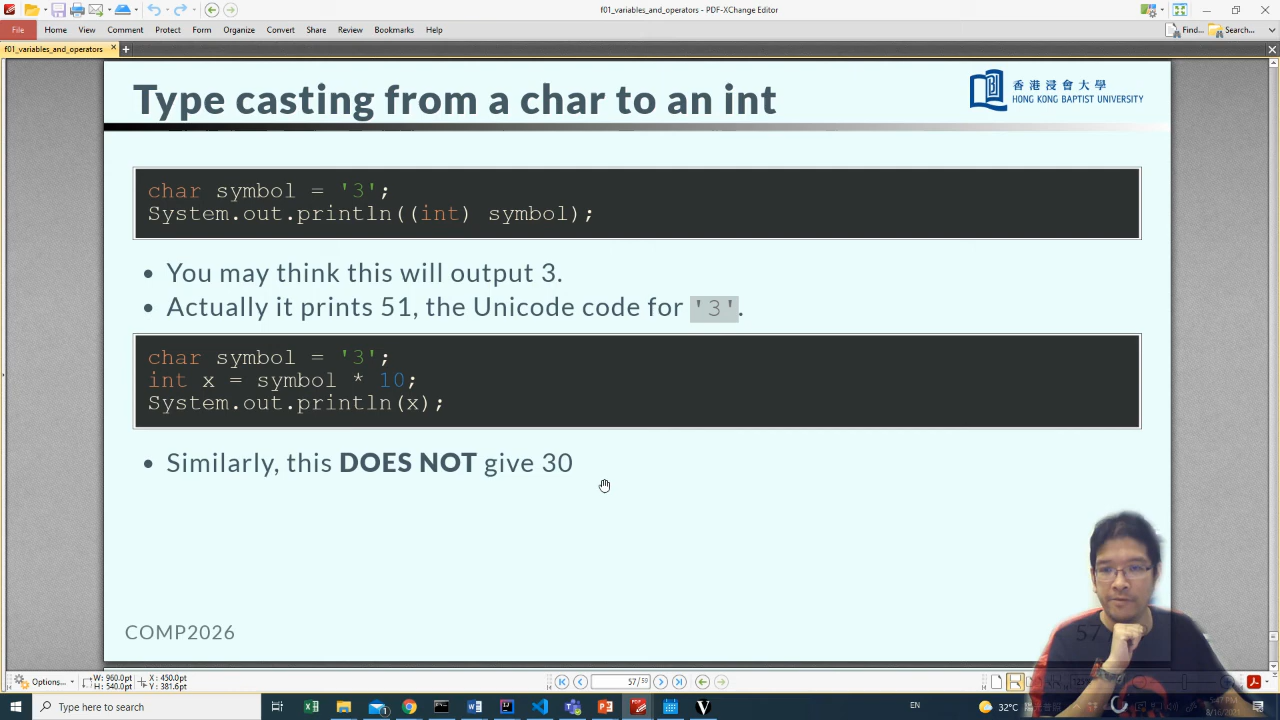 f01_variables_and_operators - PDF-XChange Editor
File Home View Comment Protect Form Organize Convert Share Review Bookmarks Help Find... Search...
f01_variables_and_operators
Type casting from a char to an int
香港浸會大學
HONG KONG BAPTIST UNIVERSITY
char symbol = '3';
System.out.println((int) symbol);
• You may think this will output 3.
• Actually it prints 51, the Unicode code for '3'.
char symbol = '3';
int x = symbol * 10;
System.out.println(x);
• Similarly, this DOES NOT give 30
COMP2026
57
Options... W: 960.0pt X: 450.0pt
H: 540.0pt Y: 381.6pt
57/58
Type here to search
EN
32°C
5:47 PM